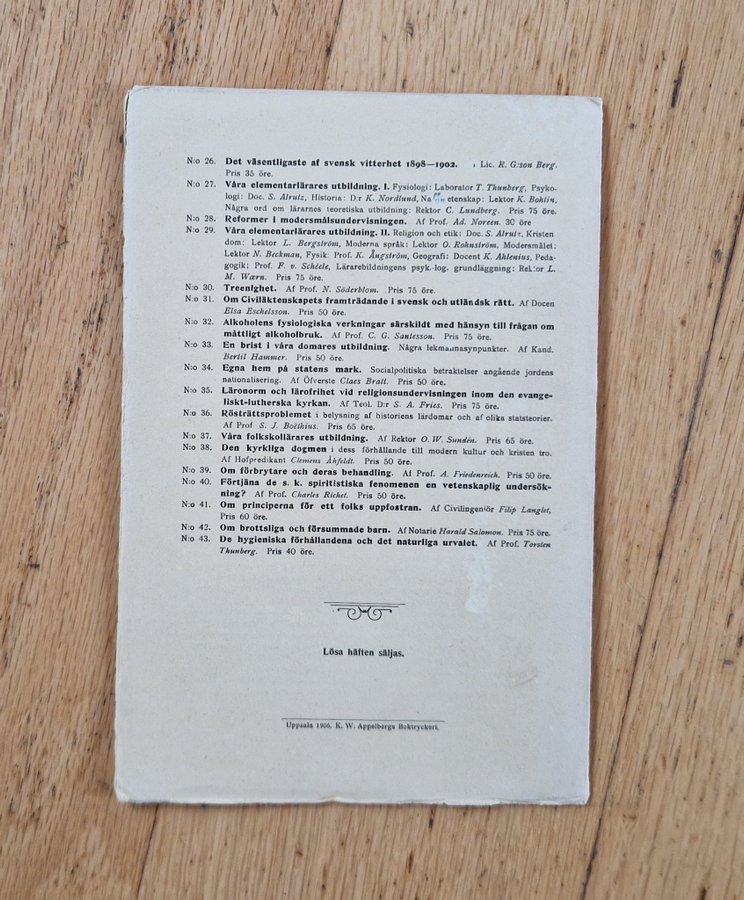 N:o 26. Det väsentligaste af svensk vitterhet 1898—1902. Lic. R. G:son Berg.
Pris 35 öre.
N:o 27. Våra elementarlärares utbildning. I. Fysiologi: Laborator T. Thunberg, Psyko-
logi: Doc. S. Alrutz, Historia: D:r K. Nordlund, Na etenskap: Lektor K. Bohlin,
Några ord om lärarnes teoretiska utbildning: Rektor C. Lundberg. Pris 75 öre.
N:o 28. Reformer i modersmålsundervisningen. Af Prof. Ad. Noreen. 30 öre
N:o 29. Våra elementarlärares utbildning. II. Religion och etik: Doc. S. Alrutz, Kristen
dom: Lektor L. Bergström, Moderna språk: Lektor O. Rohnström, Modersmålet:
Lektor N. Beckman, Fysik: Prof. K. Ångström, Geografi: Docent K. Ahlenius, Peda-
gogik: Prof. F. v. Schéele, Lärarebildningens psyk.-log. grundläggning: Rektor L.
M. Wærn. Pris 75 öre.
N:o 30. Treenighet. Af Prof. N. Söderblom. Pris 75 öre.
N:o 31. Om Civiläktenskapets framträdande i svensk och utländsk rätt. Af Docen
Elsa Eschelsson. Pris 50 öre.
N:o 32. Alkoholens fysiologiska verkningar särskildt med hänsyn till frågan om
måttligt alkoholbruk. Af Prof. C. G. Santesson. Pris 75 öre.
N:o 33. En brist i våra domares utbildning. Några lekmannasynpunkter. Af Kand.
Bertil Hammer. Pris 50 öre.
N:o 34. Egna hem på statens mark. Socialpolitiska betraktelser angående jordens
nationalisering. Af Öfverste Claes Bratt. Pris 50 öre.
N:o 35. Läronorm och lärofrihet vid religionsundervisningen inom den evange-
liskt-lutherska kyrkan. Af Teol. D:r S. A. Fries. Pris 75 öre.
N:o 36. Rösträttsproblemet i belysning af historiens lärdomar och af olika statsteorier.
Af Prof S. J. Boëthius. Pris 65 öre.
N:o 37. Våra folkskollärares utbildning. Af Rektor O. W. Sundén. Pris 65 öre.
N:o 38. Den kyrkliga dogmen i dess förhållande till modern kultur och kristen tro.
Af Hofpredikant Clemens Åhfeldt. Pris 50 öre.
N:o 39. Om förbrytare och deras behandling. Af Prof. A. Friedenreich. Pris 50 öre.
N:o 40. Förtjäna de s. k. spiritistiska fenomenen en vetenskaplig undersök-
ning? Af Prof. Charles Richet. Pris 50 öre.
N:o 41. Om principerna för ett folks uppfostran. Af Civilingeniör Filip Langlet,
Pris 60 öre.
N:o 42. Om brottsliga och försummade barn. Af Notarie Harald Salomon. Pris 75 öre.
N:o 43. De hygieniska förhållandena och det naturliga urvalet. Af Prof. Torsten
Thunberg. Pris 40 öre.
Lösa häften säljas.
Uppsala 1906. K. W. Appelbergs Boktryckeri.